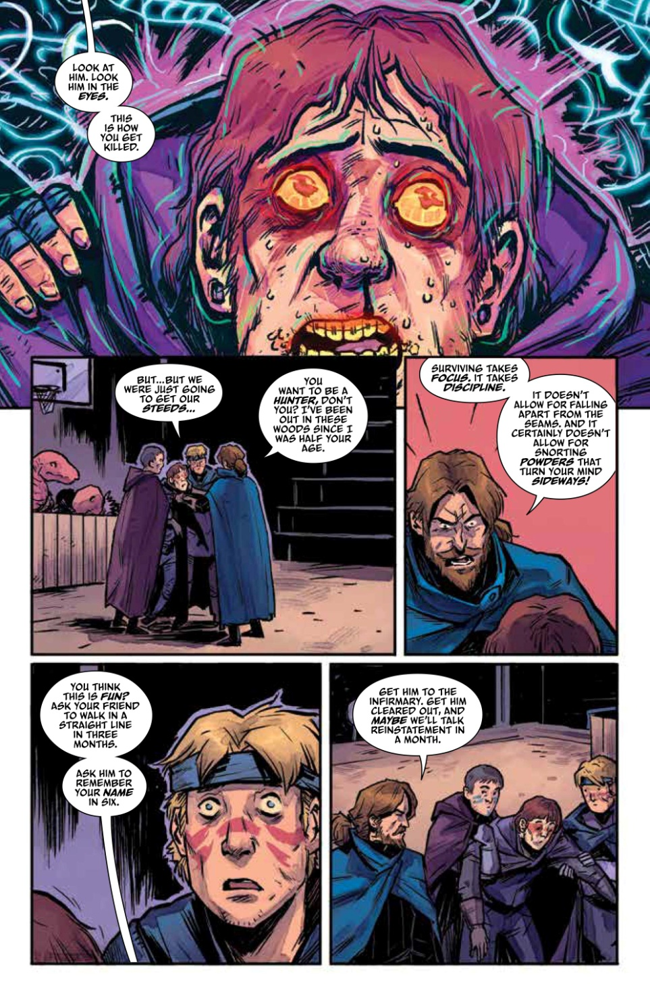 LOOK AT
HIM. LOOK
HIM IN THE
EYES.
THIS
IS HOW
YOU GET
KILLED.
BUT...BUT WE
WERE JUST GOING
TO GET OUR
STEEDS...
YOU
WANT TO BE A
HUNTER, DON'T
YOU? I'VE BEEN
OUT IN THESE
WOODS SINCE I
WAS HALF YOUR
AGE.
SURVIVING TAKES
FOCUS. IT TAKES
DISCIPLINE.
IT DOESN'T
ALLOW FOR FALLING
APART FROM THE
SEAMS. AND IT
CERTAINLY DOESN'T
ALLOW FOR
SNORTING
POWDERS THAT
TURN YOUR MIND
SIDEWAYS!
YOU THINK
THIS IS FUN?
ASK YOUR FRIEND
TO WALK IN A
STRAIGHT LINE
IN THREE
MONTHS.
ASK HIM TO
REMEMBER
YOUR NAME
IN SIX.
GET HIM TO THE
INFIRMARY. GET HIM
CLEARED OUT, AND
MAYBE WE'LL TALK
REINSTATEMENT IN
A MONTH.